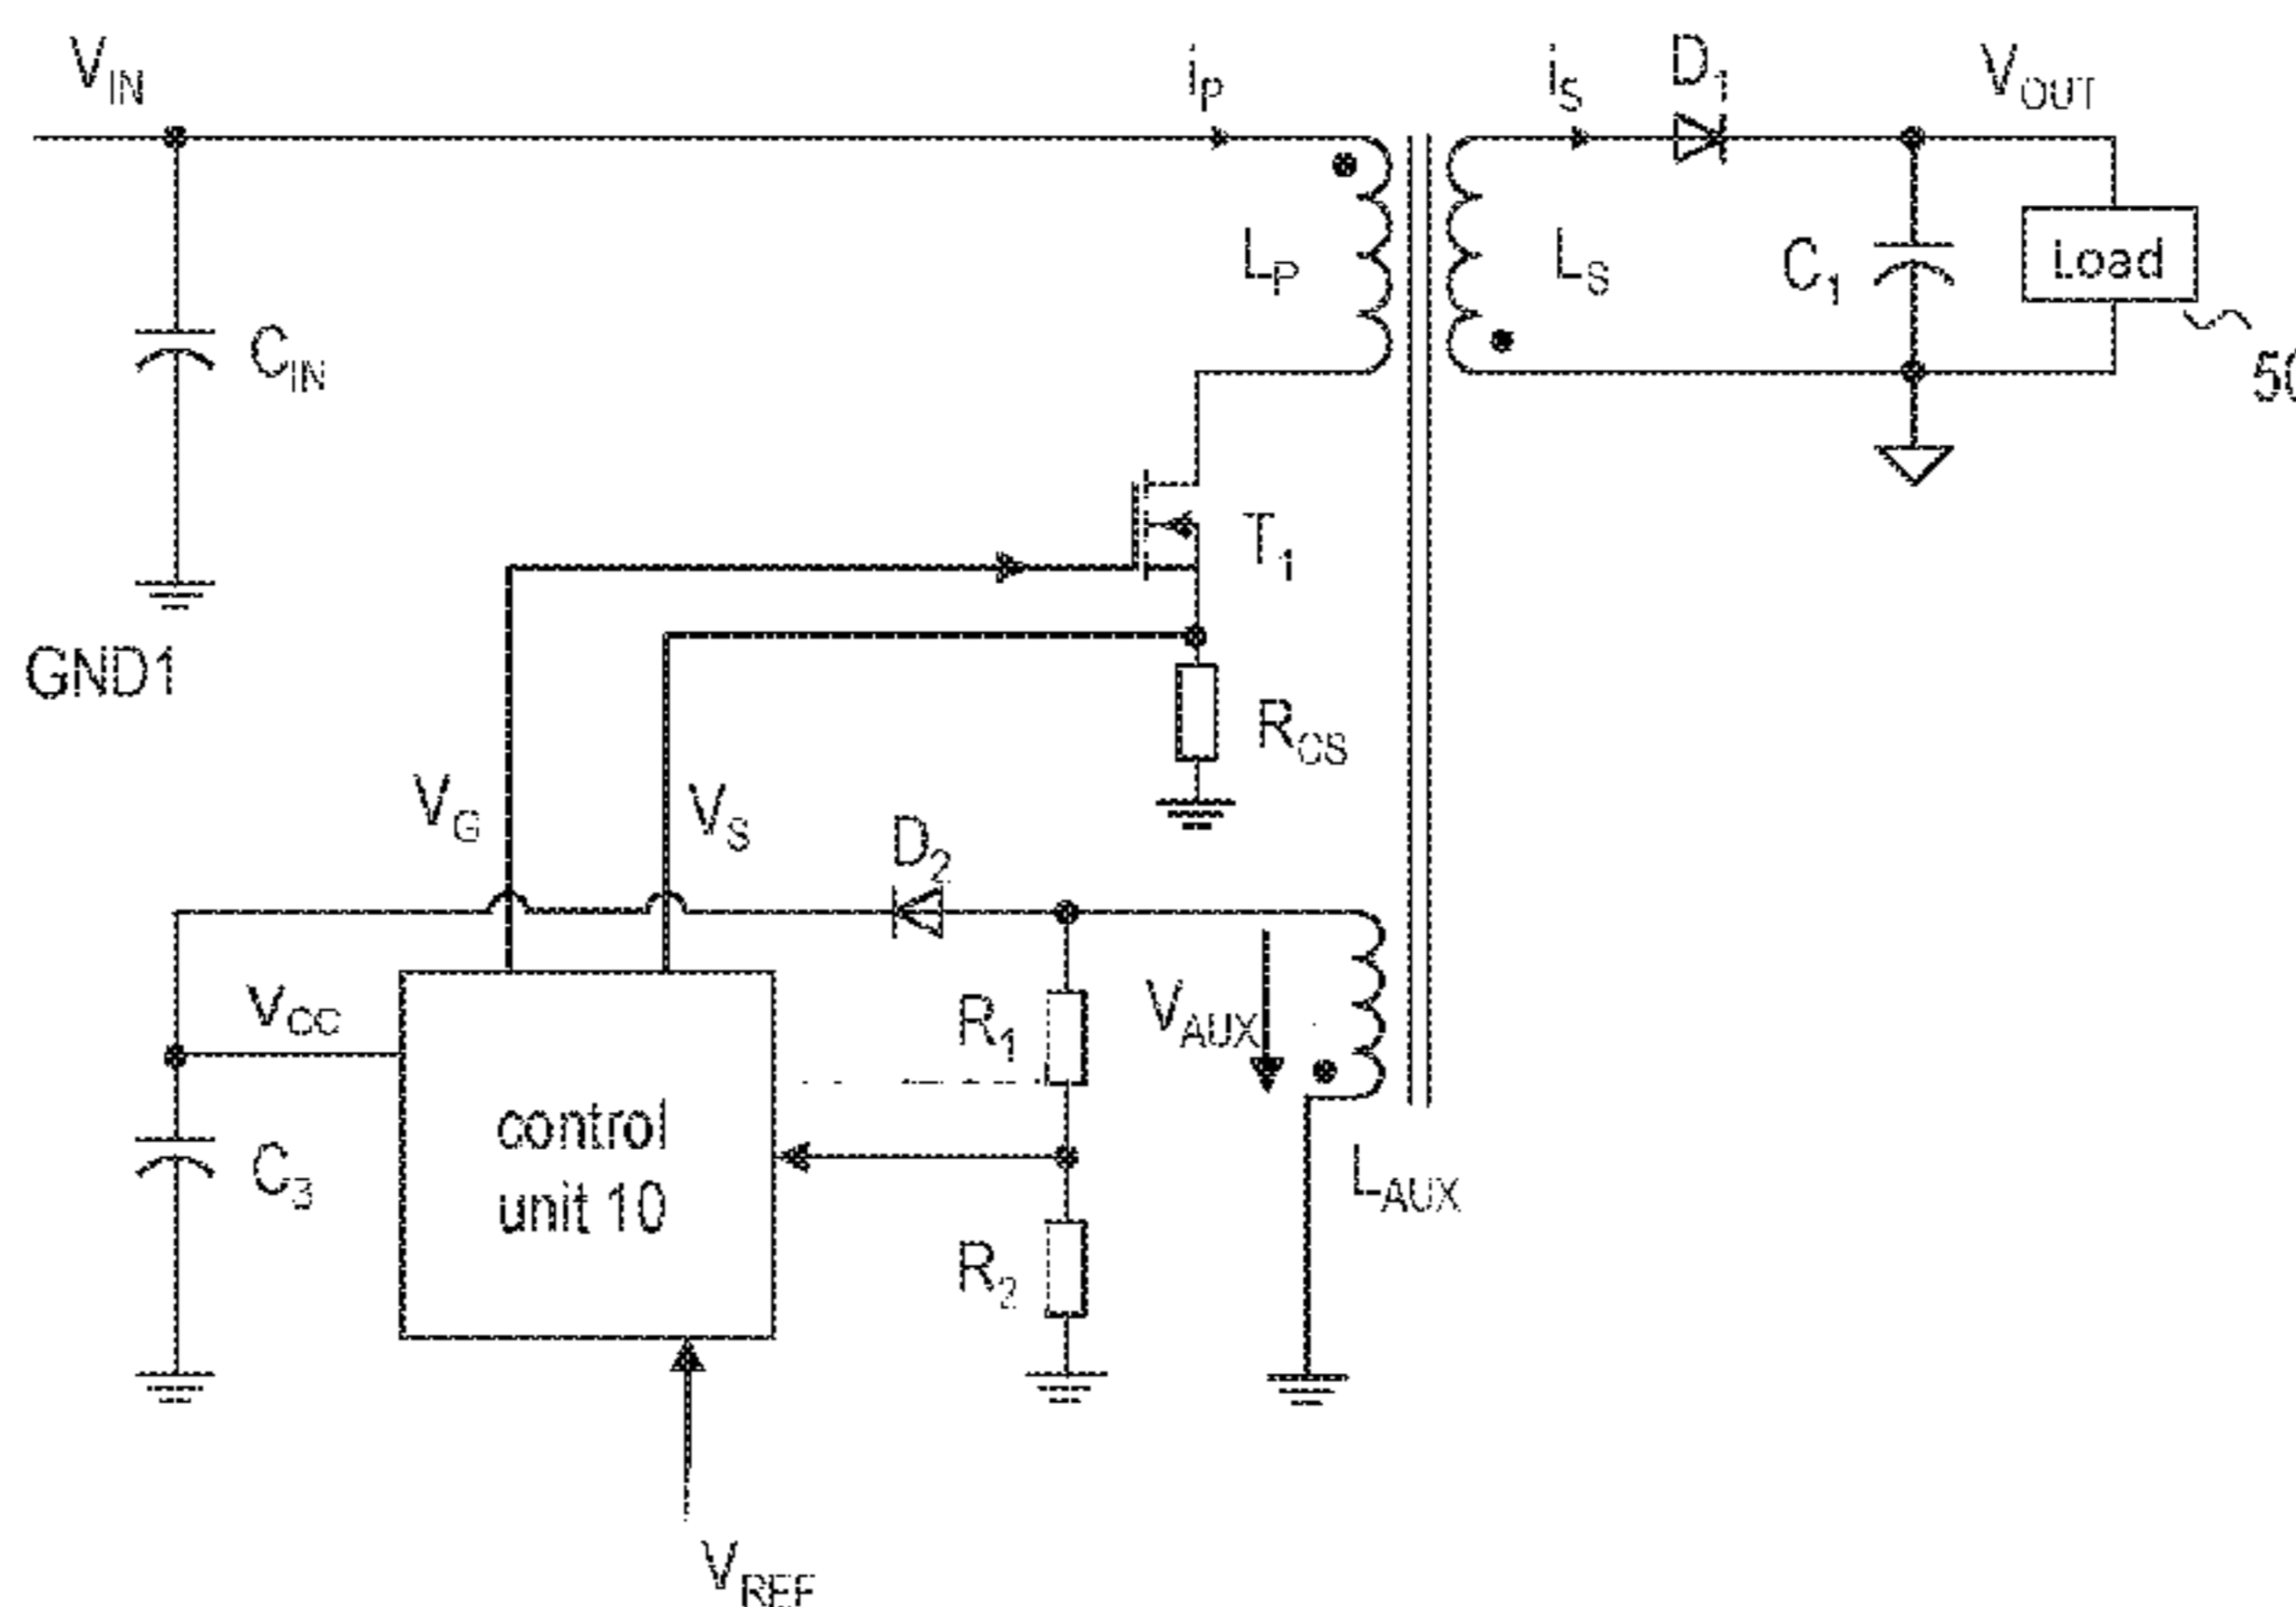 V_IN
i_P
i_S
D_1
V_OUT
L_P
L_S
C_1
Load
C_IN
50
T_1
GND1
R_CS
V_G
V_S
D_2
V_CC
R_1
V_AUX
control
unit 10
C_3
L_AUX
R_2
V_REF